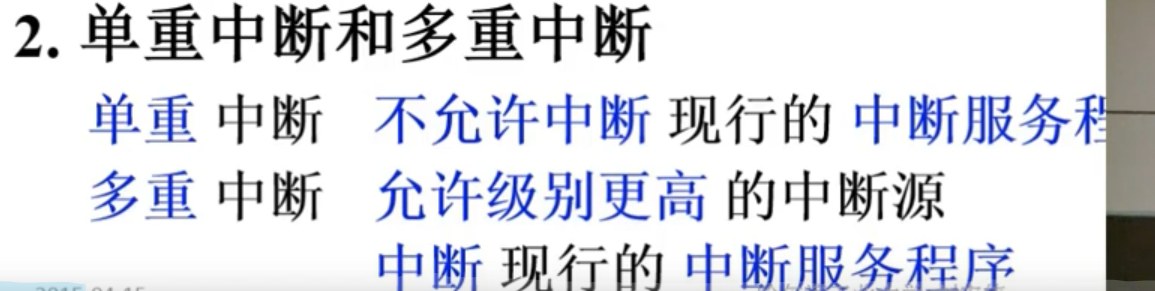 2. 单重中断和多重中断
单重 中断 不允许中断 现行的 中断服务程
多重 中断 允许级别更高 的中断源
中断 现行的 中断服务程序